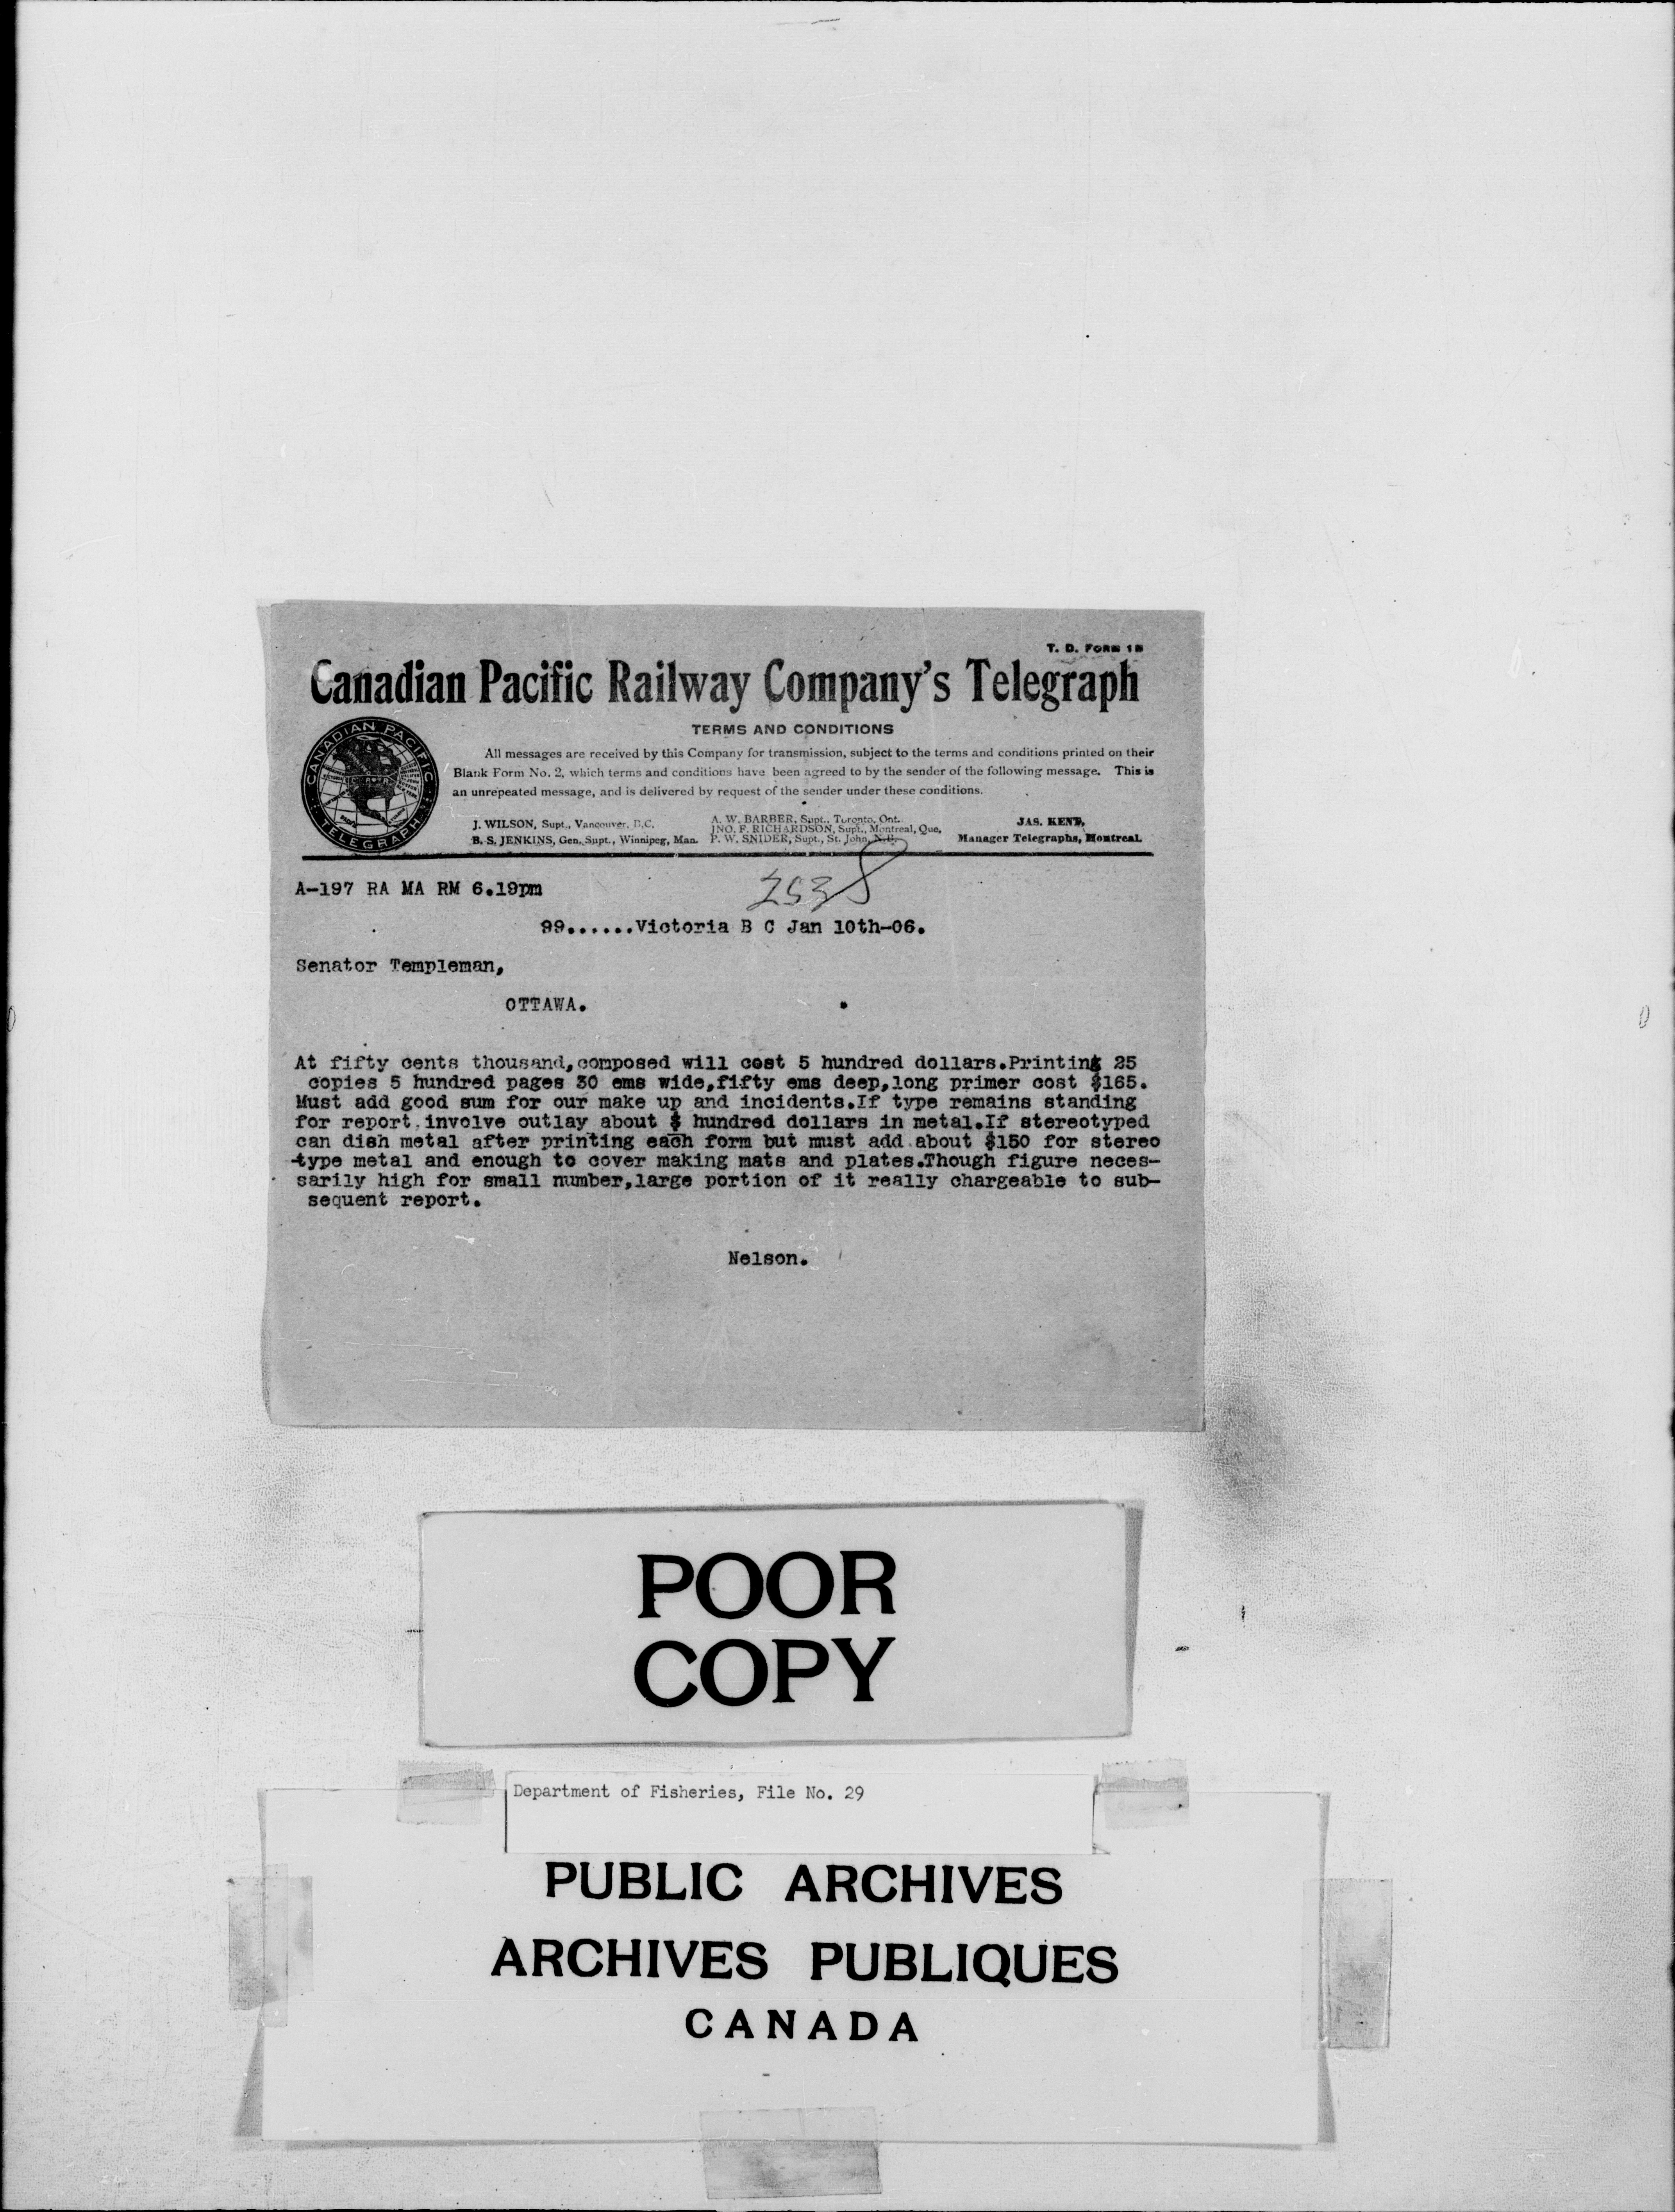 T. D. FORM 1B
Canadian Pacific Railway Company's Telegraph
CANADIAN PACIFIC
TELEGRAPH
TERMS AND CONDITIONS
All messages are received by this Company for transmission, subject to the terms and conditions printed on their
Blank Form No. 2, which terms and conditions have been agreed to by the sender of the following message. This is
an unrepeated message, and is delivered by request of the sender under these conditions.
J. WILSON, Supt., Vancouver, B.C.
B. S. JENKINS, Gen. Supt., Winnipeg, Man.
A. W. BARBER, Supt., Toronto, Ont.
JNO. F. RICHARDSON, Supt., Montreal, Que.
P. W. SNIDER, Supt., St. John, N.B.
JAS. KENT,
Manager Telegraphs, Montreal.
A-197 RA MA RM 6.19pm
2538
99......Victoria B C Jan 10th-06.
Senator Templeman,
OTTAWA.
At fifty cents thousand,composed will cost 5 hundred dollars.Printing 25
copies 5 hundred pages 30 ems wide,fifty ems deep,long primer cost $165.
Must add good sum for our make up and incidents.If type remains standing
for report involve outlay about hundred dollars in metal.If stereotyped
can dish metal after printing each form but must add about $150 for stereo
-type metal and enough to cover making mats and plates.Though figure neces-
sarily high for small number,large portion of it really chargeable to sub-
sequent report.
Nelson.
POOR
COPY
Department of Fisheries, File No. 29
PUBLIC ARCHIVES
ARCHIVES PUBLIQUES
CANADA